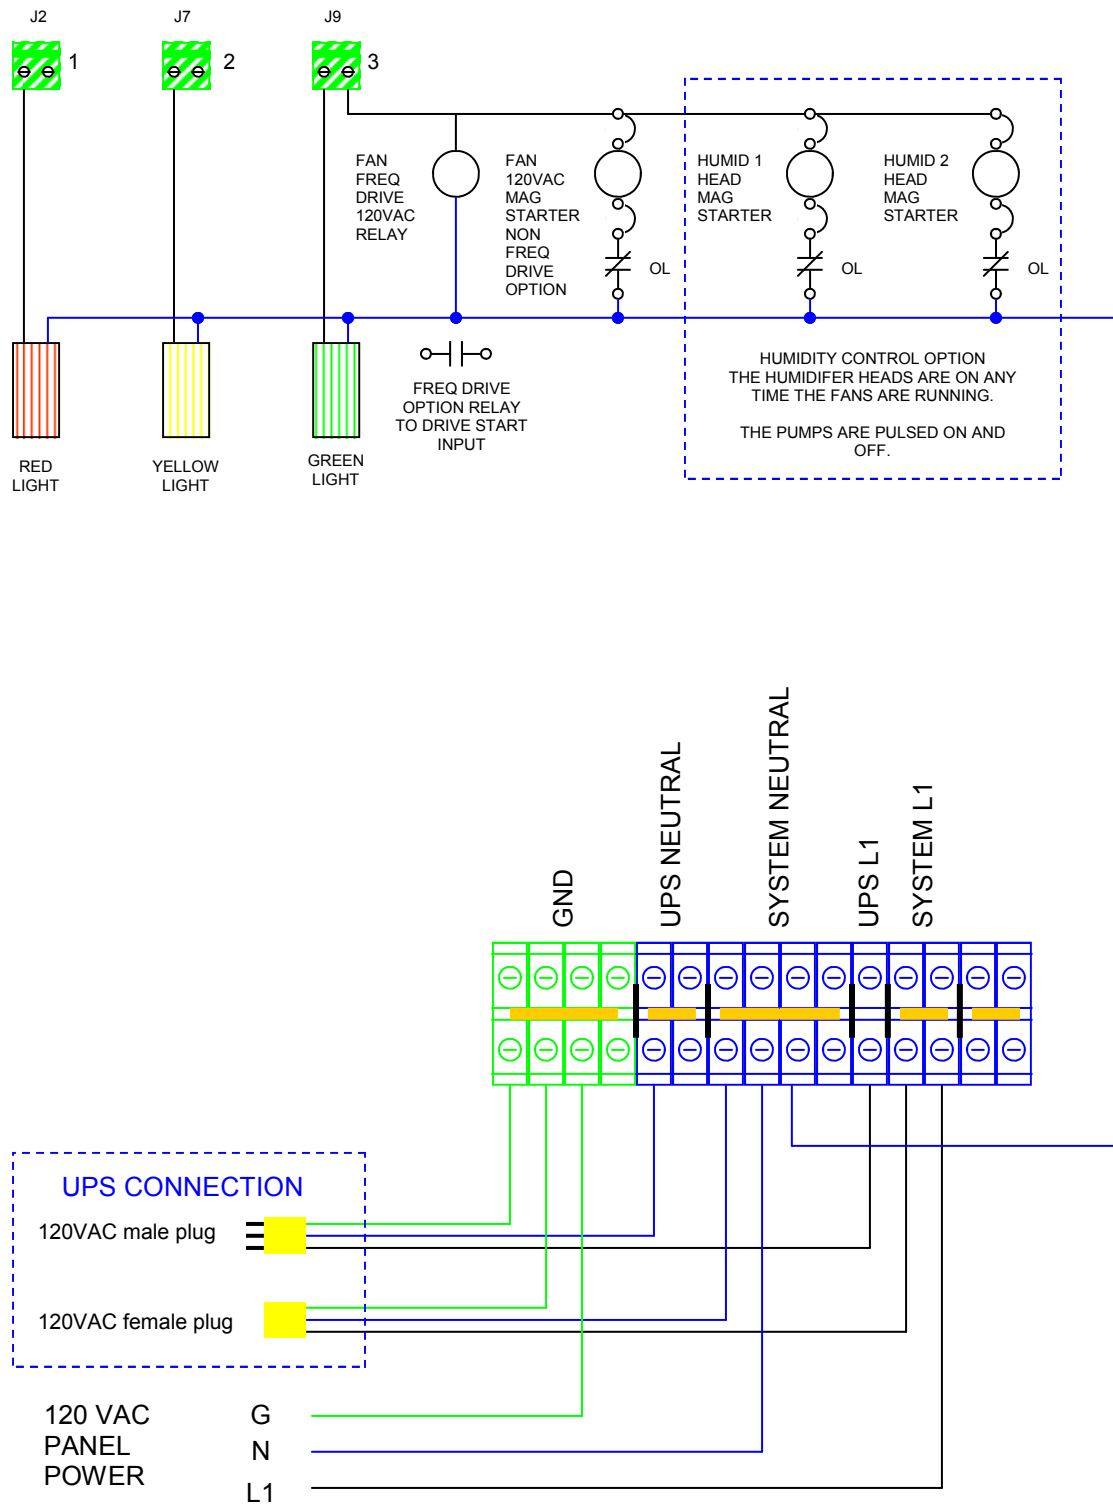 J2
J7
J9
1
2
3
FAN
FREQ
DRIVE
120VAC
RELAY
FAN
120VAC
MAG
STARTER
NON
FREQ
DRIVE
OPTION
OL
HUMID 1
HEAD
MAG
STARTER
OL
HUMID 2
HEAD
MAG
STARTER
OL
FREQ DRIVE
OPTION RELAY
TO DRIVE START
INPUT
HUMIDITY CONTROL OPTION
THE HUMIDIFER HEADS ARE ON ANY
TIME THE FANS ARE RUNNING.
THE PUMPS ARE PULSED ON AND
OFF.
RED
LIGHT
YELLOW
LIGHT
GREEN
LIGHT
GND
UPS NEUTRAL
SYSTEM NEUTRAL
UPS L1
SYSTEM L1
UPS CONNECTION
120VAC male plug
120VAC female plug
120 VAC
PANEL
POWER
G
N
L1